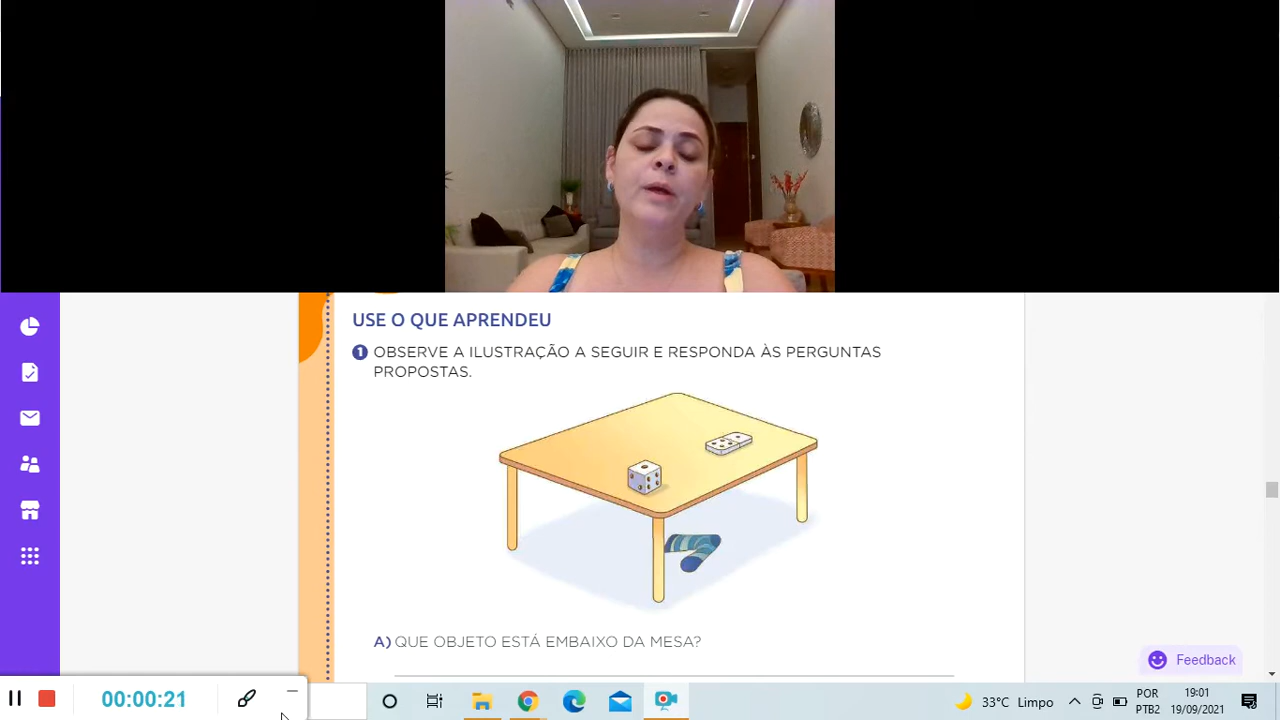 USE O QUE APRENDEU
1 OBSERVE A ILUSTRAÇÃO A SEGUIR E RESPONDA ÀS PERGUNTAS
PROPOSTAS.
A) QUE OBJETO ESTÁ EMBAIXO DA MESA?
Feedback
00:00:21
33°C Limpo
POR
PTB2
19:01
19/09/2021